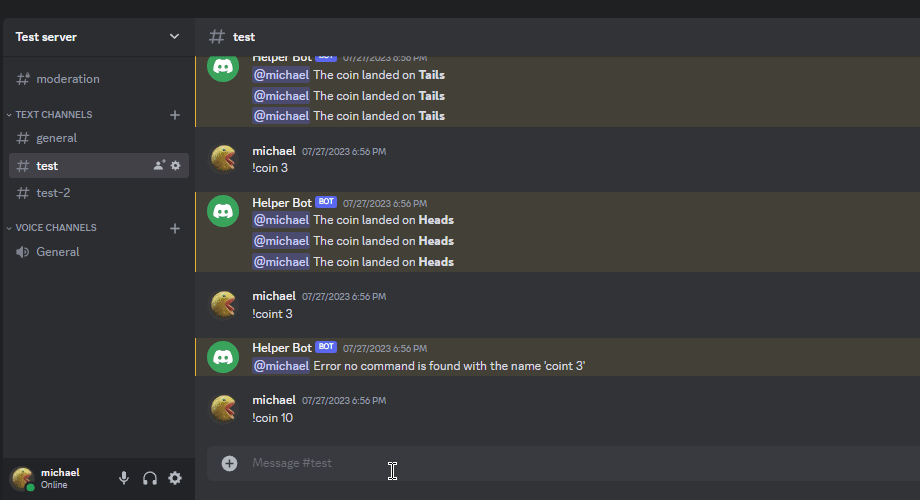 Test server
moderation
TEXT CHANNELS
general
test
test-2
VOICE CHANNELS
General
michael
Online
test
Helper Bot BOT 07/27/2023 6:56 PM
@michael The coin landed on Tails
@michael The coin landed on Tails
@michael The coin landed on Tails
michael 07/27/2023 6:56 PM
!coin 3
Helper Bot BOT 07/27/2023 6:56 PM
@michael The coin landed on Heads
@michael The coin landed on Heads
@michael The coin landed on Heads
michael 07/27/2023 6:56 PM
!coint 3
Helper Bot BOT 07/27/2023 6:56 PM
@michael Error no command is found with the name 'coint 3'
michael 07/27/2023 6:56 PM
!coin 10
Message #test